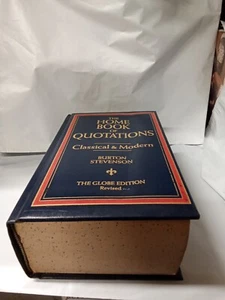 THE
HOME
BOOK of
QUOTATIONS
Classical & Modern
BURTON
STEVENSON
THE GLOBE EDITION
Revised